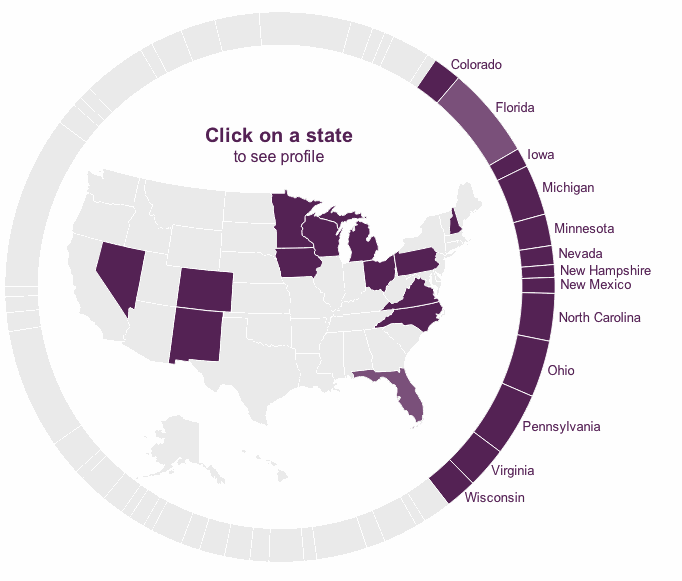 Click on a state
to see profile
Colorado
Florida
Iowa
Michigan
Minnesota
Nevada
New Hampshire
New Mexico
North Carolina
Ohio
Pennsylvania
Virginia
Wisconsin